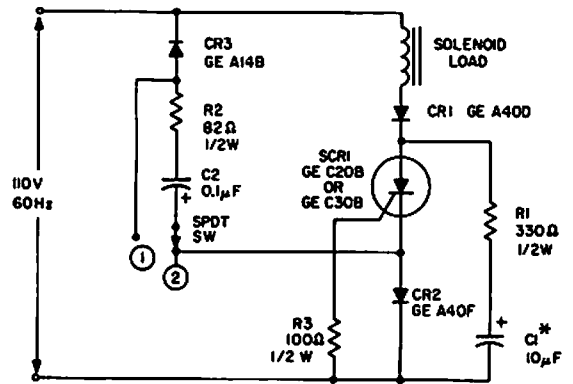 CR3
GE A14B
SOLENOID
LOAD
R2
82Ω
1/2W
CR1 GE A40D
SCR1
GE C20B
OR
GE C30B
C2
0.1μF
+
110V
60Hz
SPDT
SW
R1
330Ω
1/2W
1
2
CR2
GE A40F
R3
100Ω
1/2 W
+
C1*
10μF